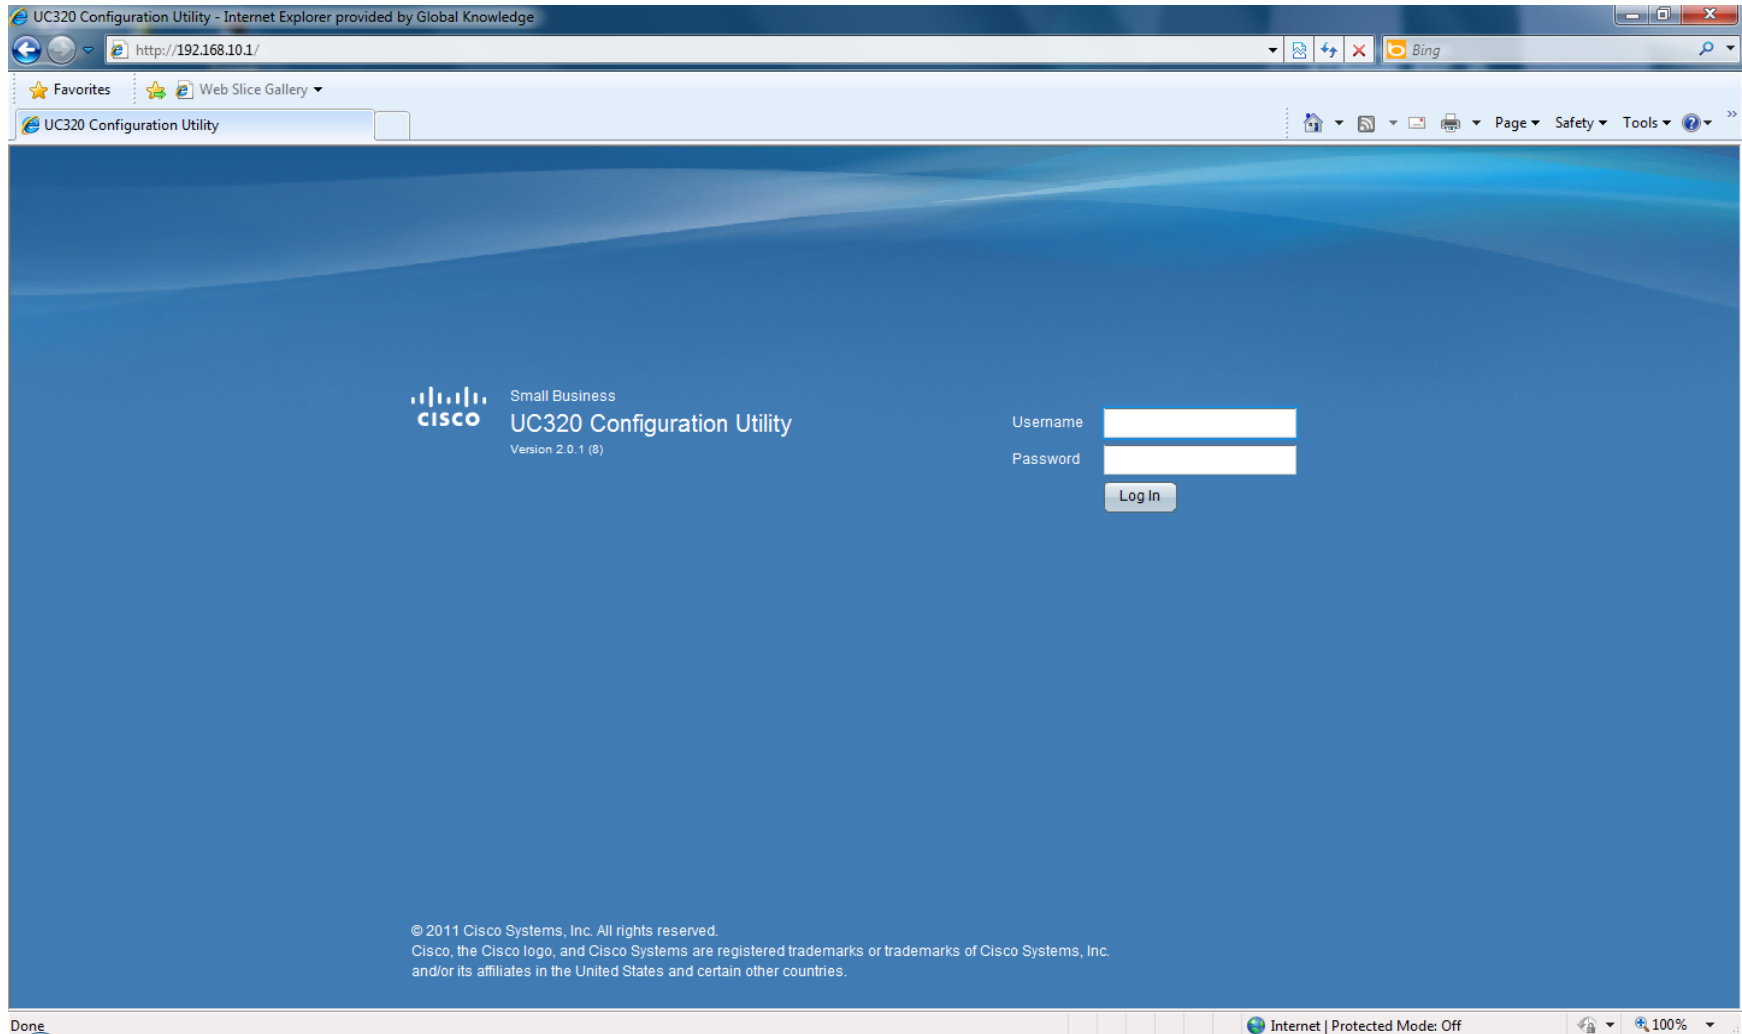 UC320 Configuration Utility - Internet Explorer provided by Global Knowledge
http://192.168.10.1/
Bing
Favorites
Web Slice Gallery
UC320 Configuration Utility
Page
Safety
Tools
Small Business
CISCO
UC320 Configuration Utility
Version 2.0.1 (8)
Username
Password
Log In
© 2011 Cisco Systems, Inc. All rights reserved.
Cisco, the Cisco logo, and Cisco Systems are registered trademarks or trademarks of Cisco Systems, Inc.
and/or its affiliates in the United States and certain other countries.
Done
Internet | Protected Mode: Off
100%